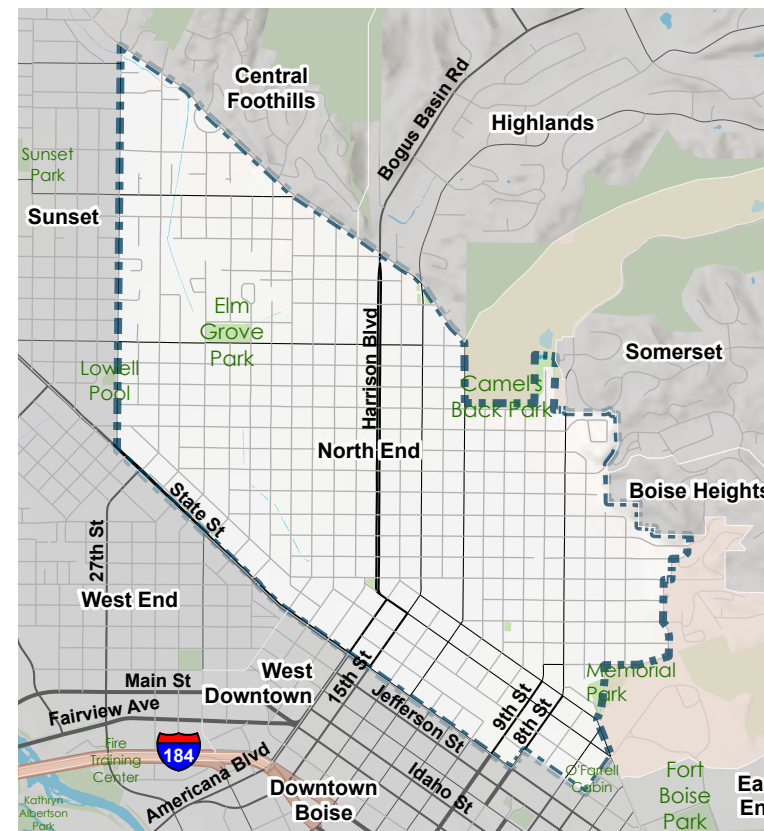 Central
Foothills
Bogus Basin Rd
Highlands
Sunset
Park
Sunset
Elm
Grove
Park
Harrison Blvd
Somerset
Lowell
Pool
Camel's
Back Park
North End
Boise Heights
State St
27th St
West End
West
Downtown
15th St
Memorial
Park
Main St
Fairview Ave
Jefferson St
9th St
8th St
Fire
Training
Center
184
Americana Blvd
Idaho St
O'Farrell
Cabin
Downtown
Boise
Fort
Boise
Park
Ea
En
Kathryn
Albertson
Park